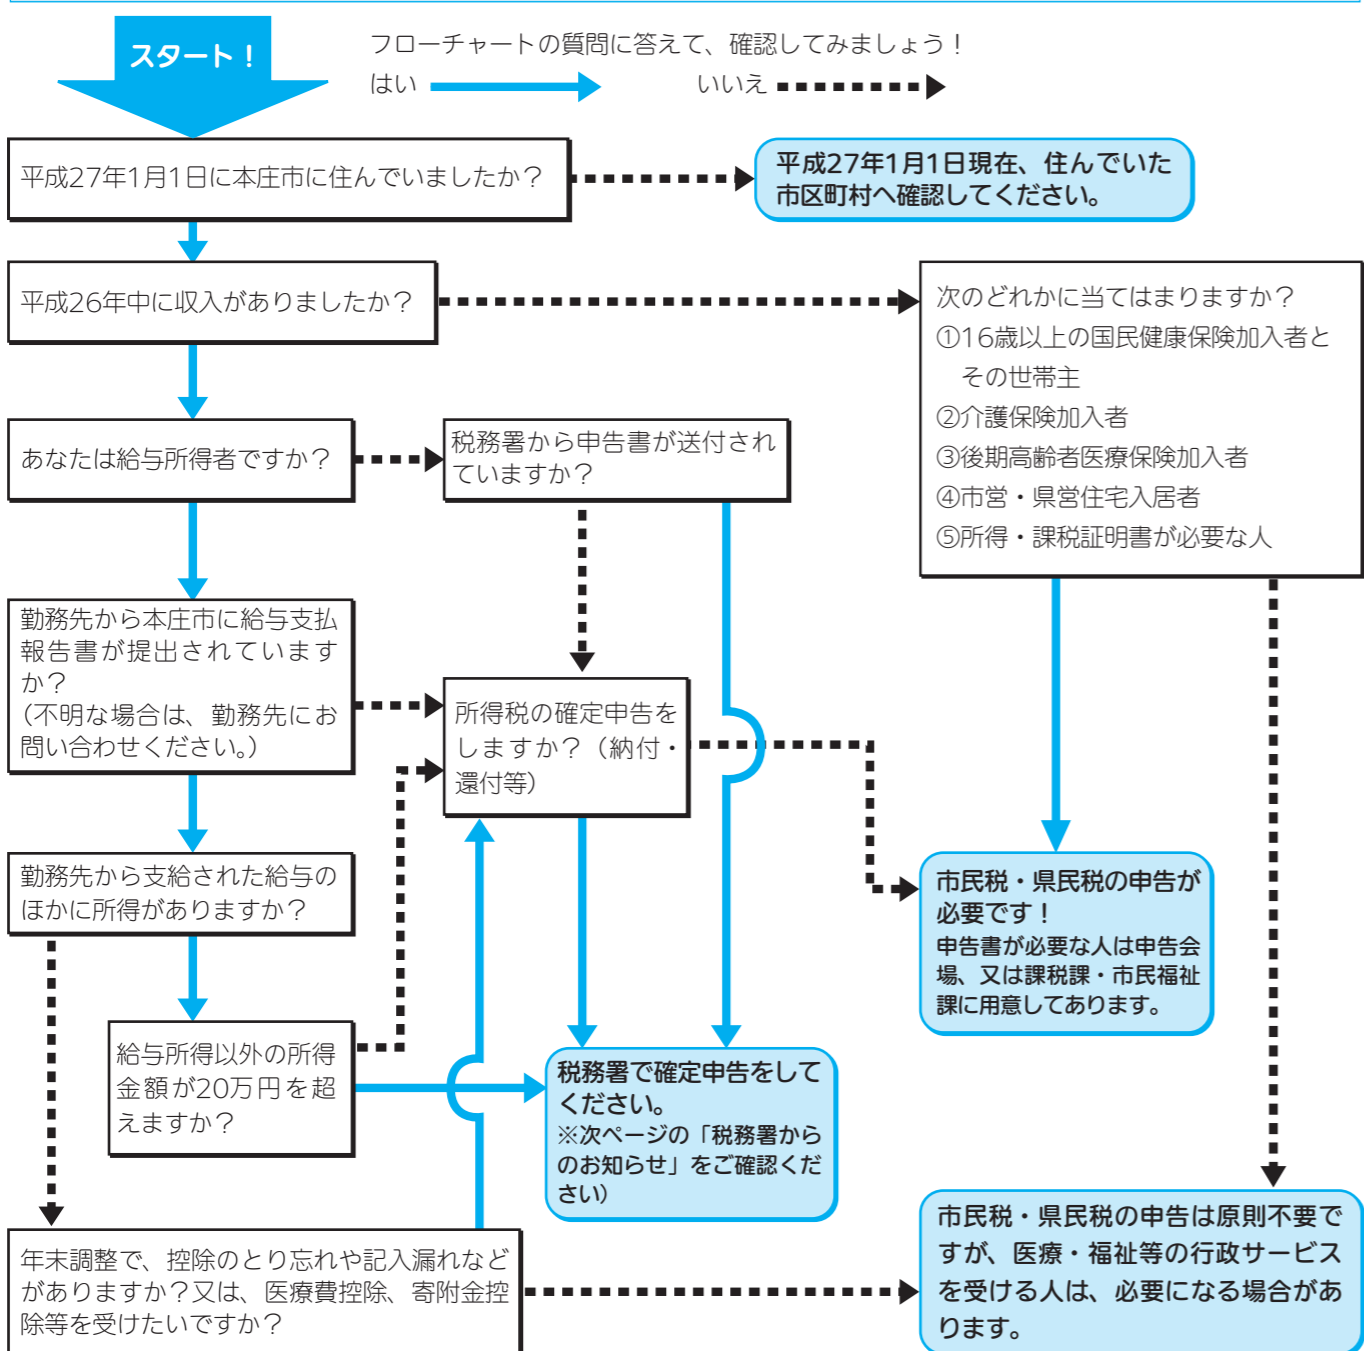 スタート！
フローチャートの質問に答えて、確認してみましょう！
はい
いいえ
平成27年1月1日に本庄市に住んでいましたか？
平成27年1月1日現在、住んでいた
市区町村へ確認してください。
平成26年中に収入がありましたか？
次のどれかに当てはまりますか？
①16歳以上の国民健康保険加入者と
その世帯主
②介護保険加入者
③後期高齢者医療保険加入者
④市営・県営住宅入居者
⑤所得・課税証明書が必要な人
あなたは給与所得者ですか？
税務署から申告書が送付され
ていますか？
勤務先から本庄市に給与支払
報告書が提出されています
か？
（不明な場合は、勤務先にお
問い合わせください。）
所得税の確定申告を
しますか？（納付・
還付等）
勤務先から支給された給与の
ほかに所得がありますか？
市民税・県民税の申告が
必要です！
申告書が必要な人は申告会
場、又は課税課・市民福祉
課に用意してあります。
給与所得以外の所得
金額が20万円を超
えますか？
税務署で確定申告をして
ください。
※次ページの「税務署から
のお知らせ」をご確認くだ
さい）
年末調整で、控除のとり忘れや記入漏れなど
がありますか？又は、医療費控除、寄附金控
除等を受けたいですか？
市民税・県民税の申告は原則不要で
すが、医療・福祉等の行政サービス
を受ける人は、必要になる場合があ
ります。